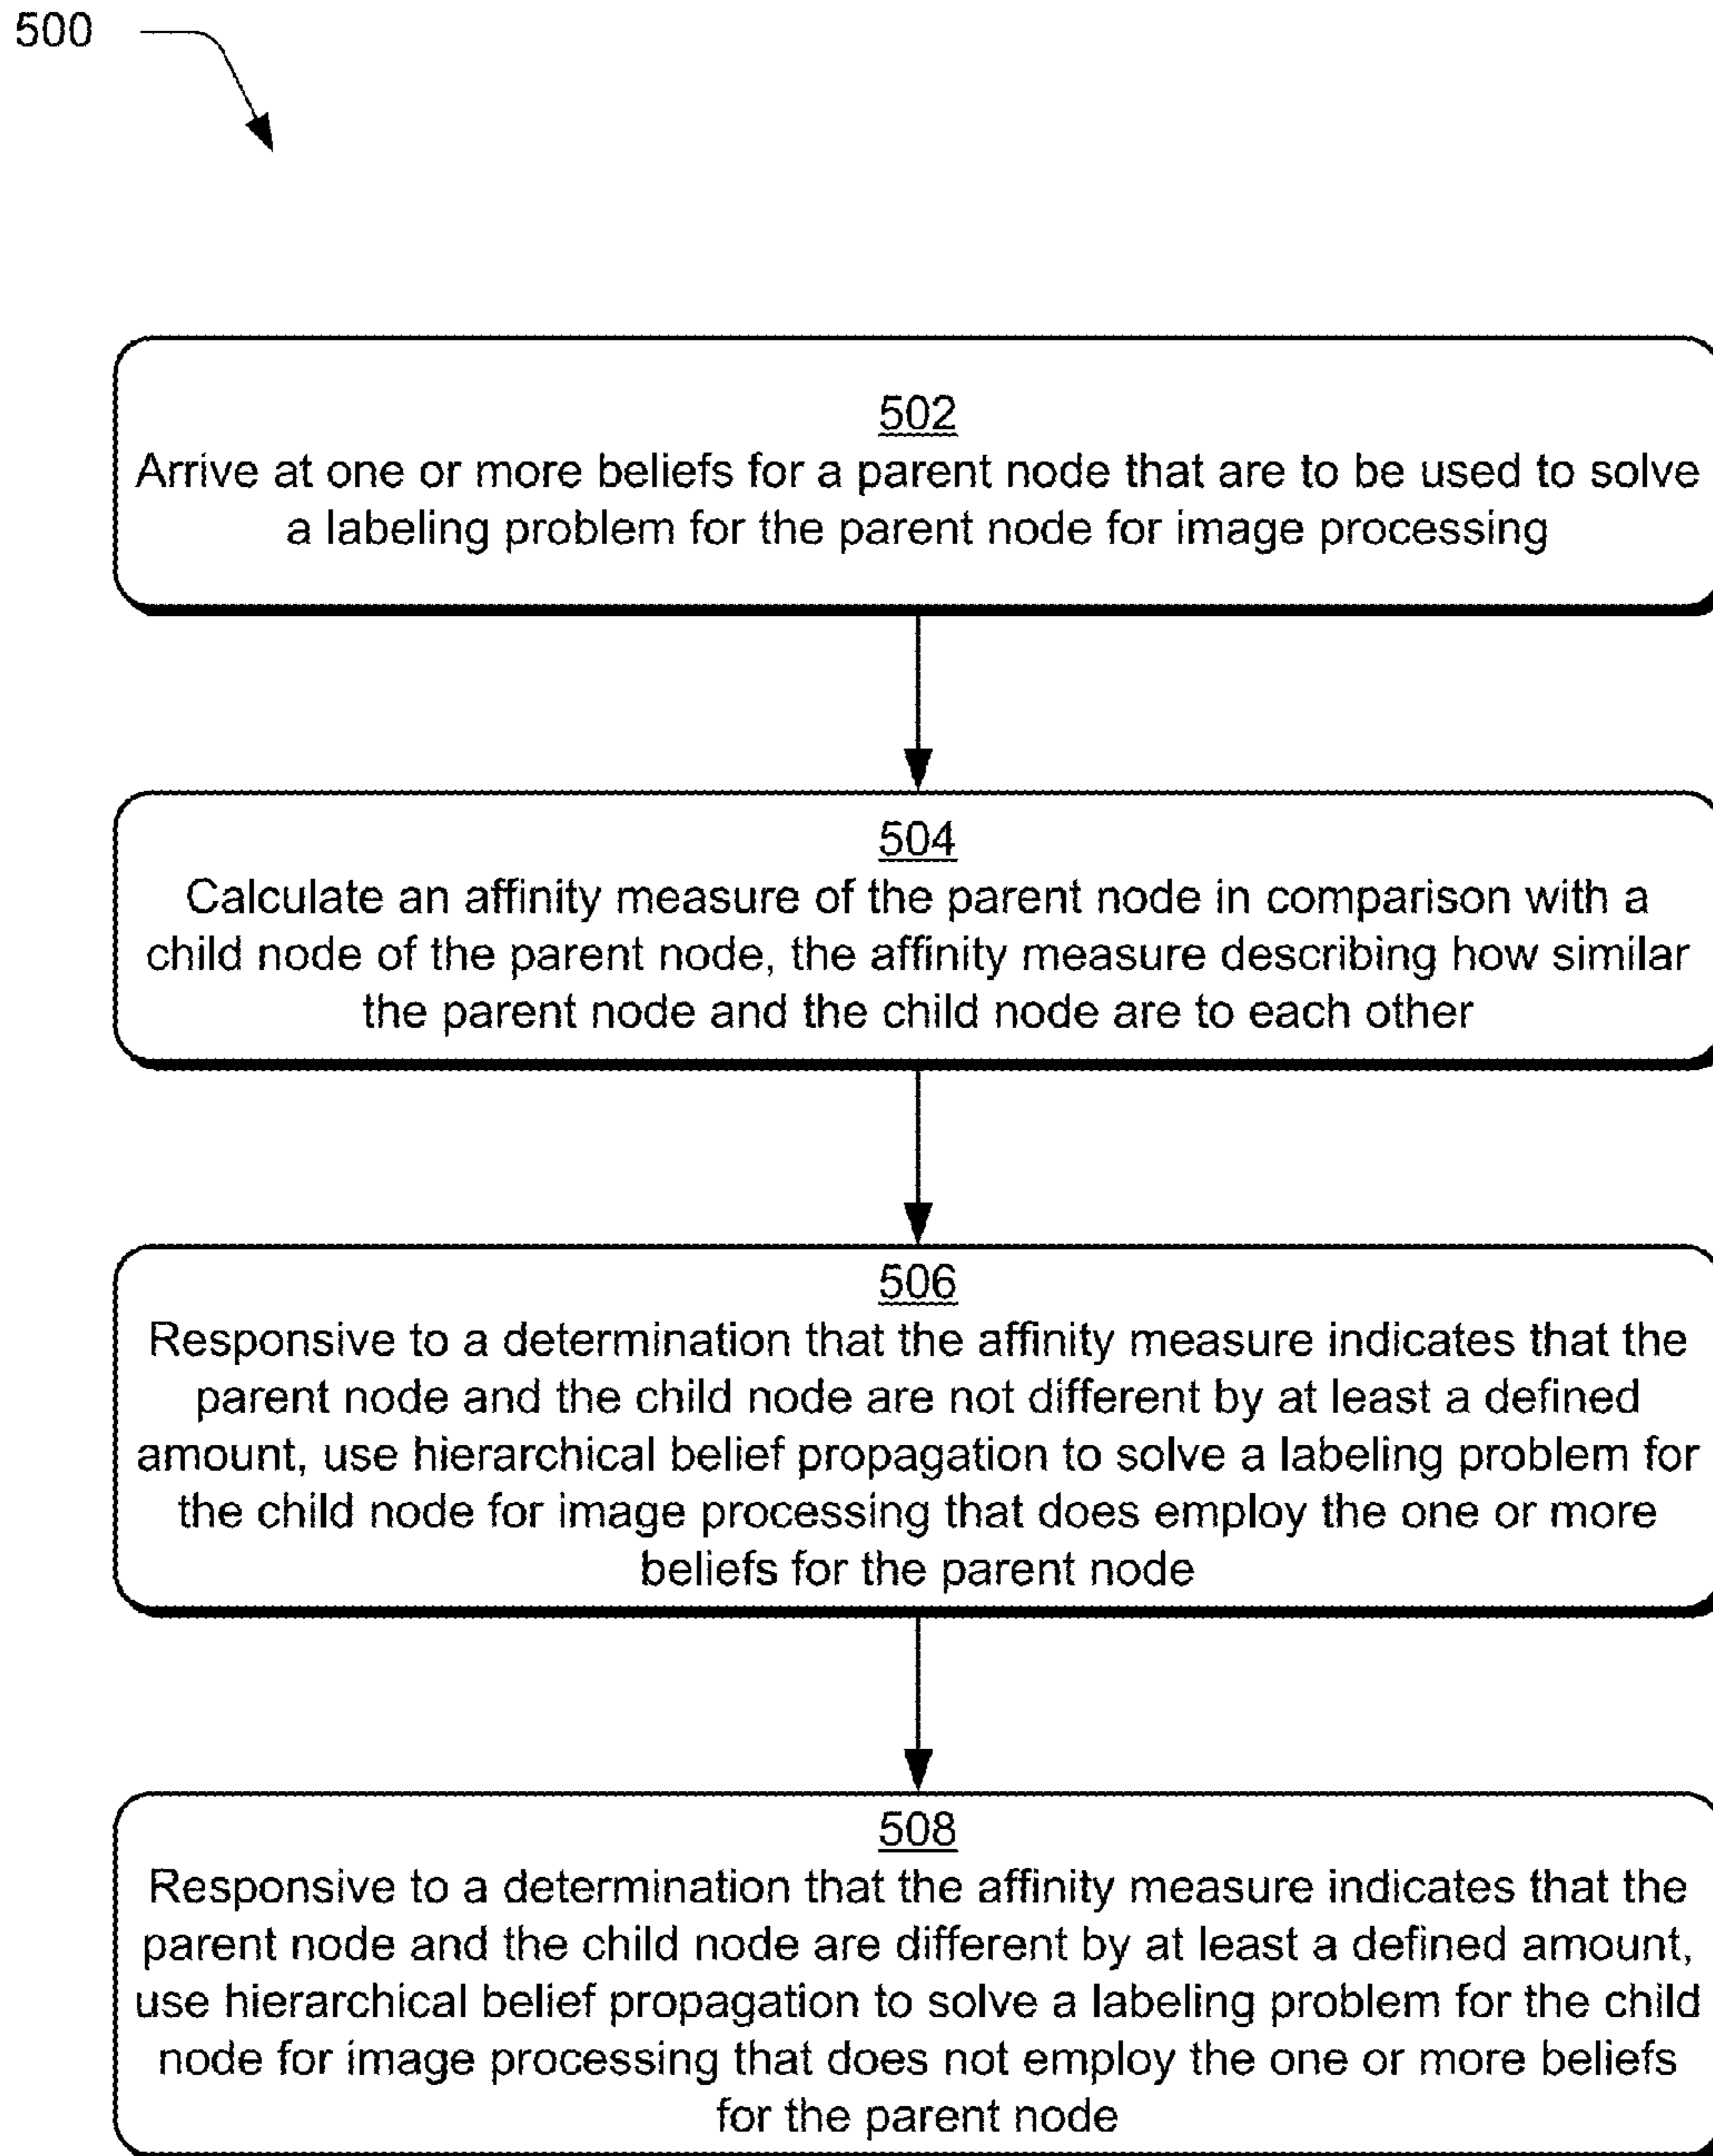 500
502
Arrive at one or more beliefs for a parent node that are to be used to solve
a labeling problem for the parent node for image processing
504
Calculate an affinity measure of the parent node in comparison with a
child node of the parent node, the affinity measure describing how similar
the parent node and the child node are to each other
506
Responsive to a determination that the affinity measure indicates that the
parent node and the child node are not different by at least a defined
amount, use hierarchical belief propagation to solve a labeling problem for
the child node for image processing that does employ the one or more
beliefs for the parent node
508
Responsive to a determination that the affinity measure indicates that the
parent node and the child node are different by at least a defined amount,
use hierarchical belief propagation to solve a labeling problem for the child
node for image processing that does not employ the one or more beliefs
for the parent node